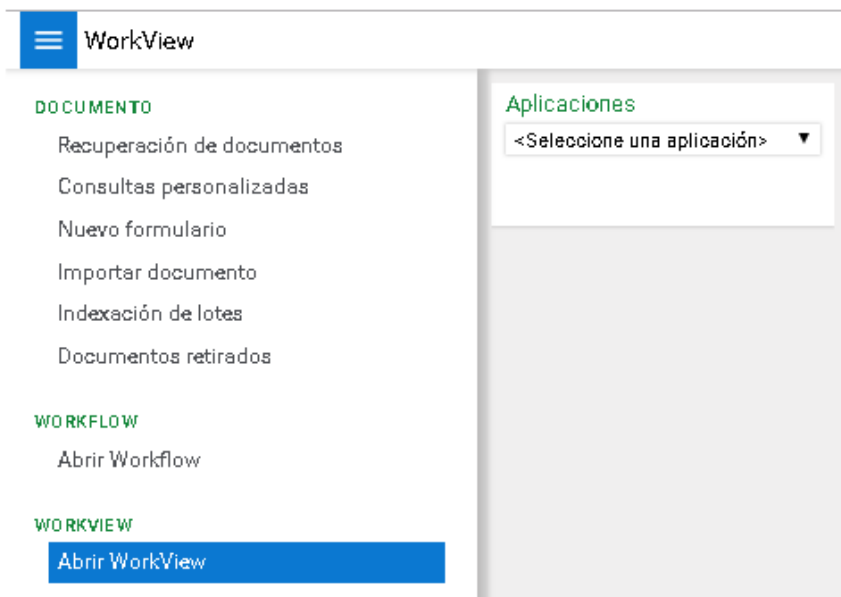 WorkView
DOCUMENTO
Recuperación de documentos
Consultas personalizadas
Nuevo formulario
Importar documento
Indexación de lotes
Documentos retirados
WORKFLOW
Abrir Workflow
WORKVIEW
Abrir WorkView
Aplicaciones
<Seleccione una aplicación>